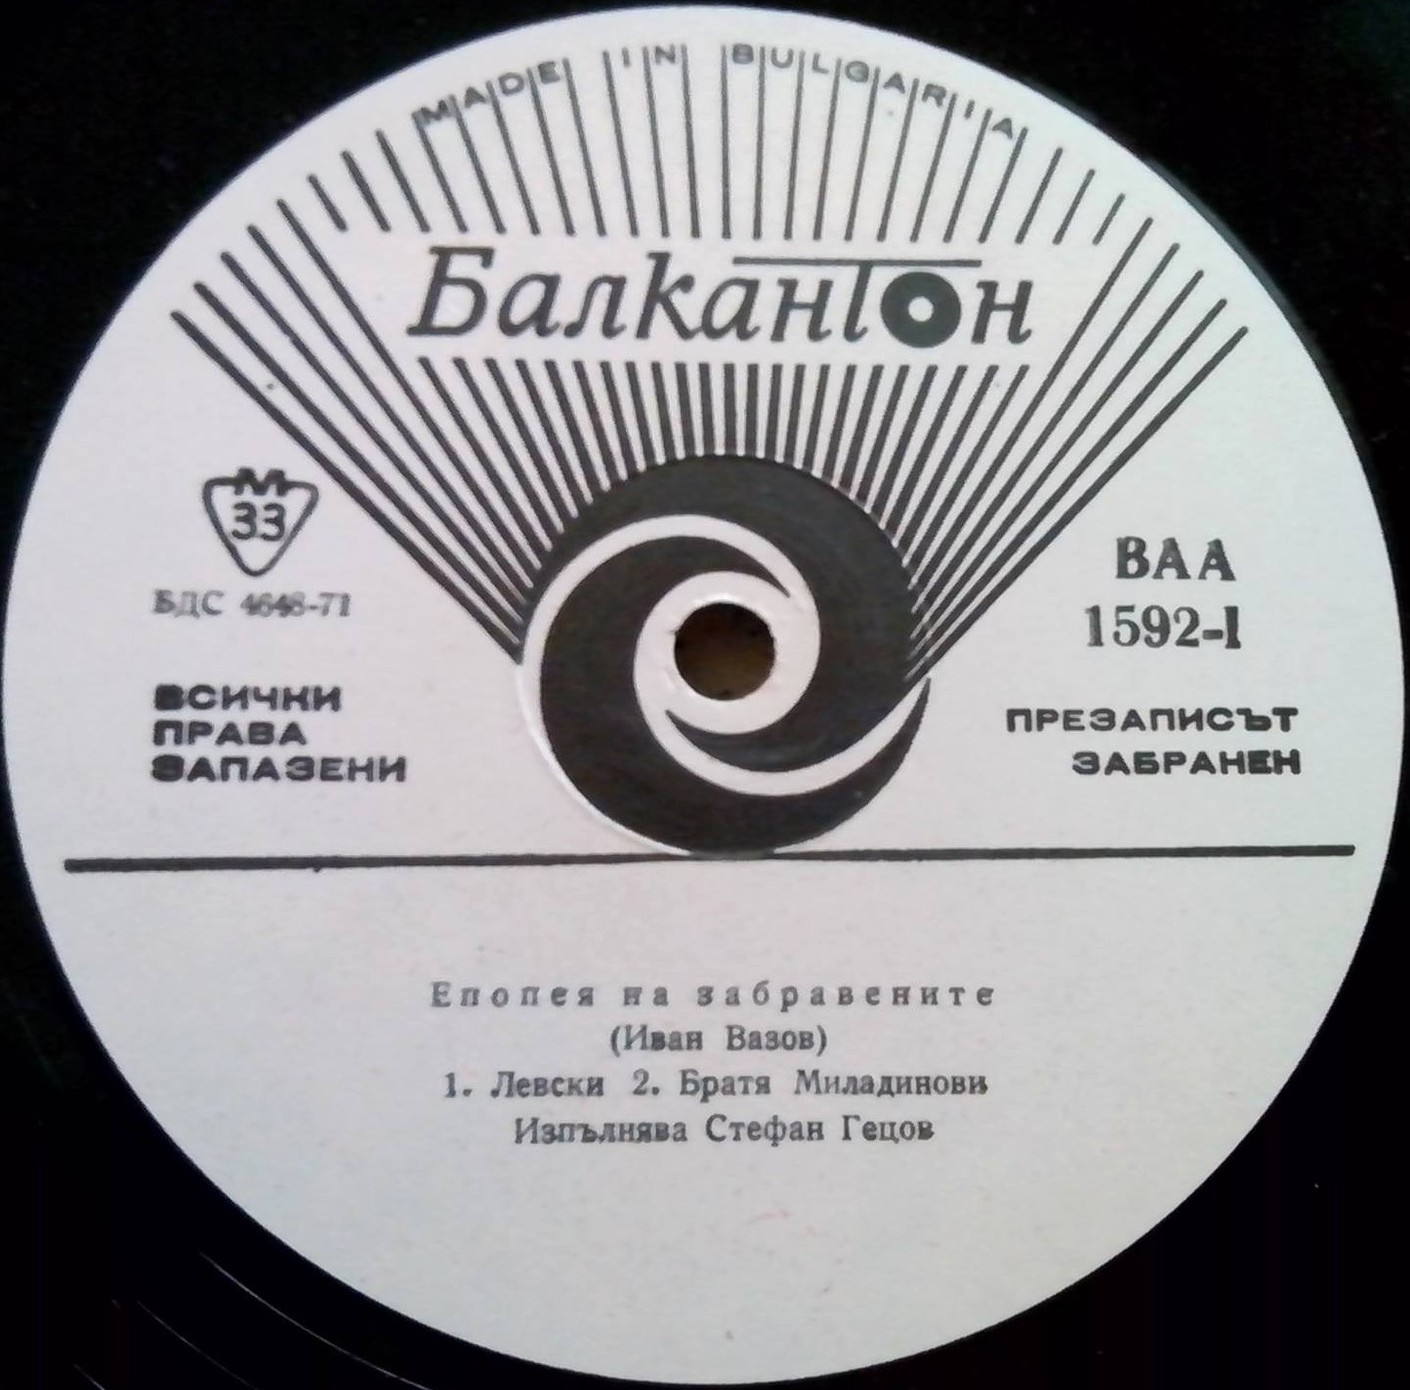 MADE IN BULGARIA
Балкантон
М
33
БДС 4648-71
ВСИЧКИ
ПРАВА
ЗАПАЗЕНИ
ВАА
1592-I
ПРЕЗАПИСЪТ
ЗАБРАНЕН
Епопея на забравените
(Иван Вазов)
1. Левски 2. Братя Миладинови
Изпълнява Стефан Гецов